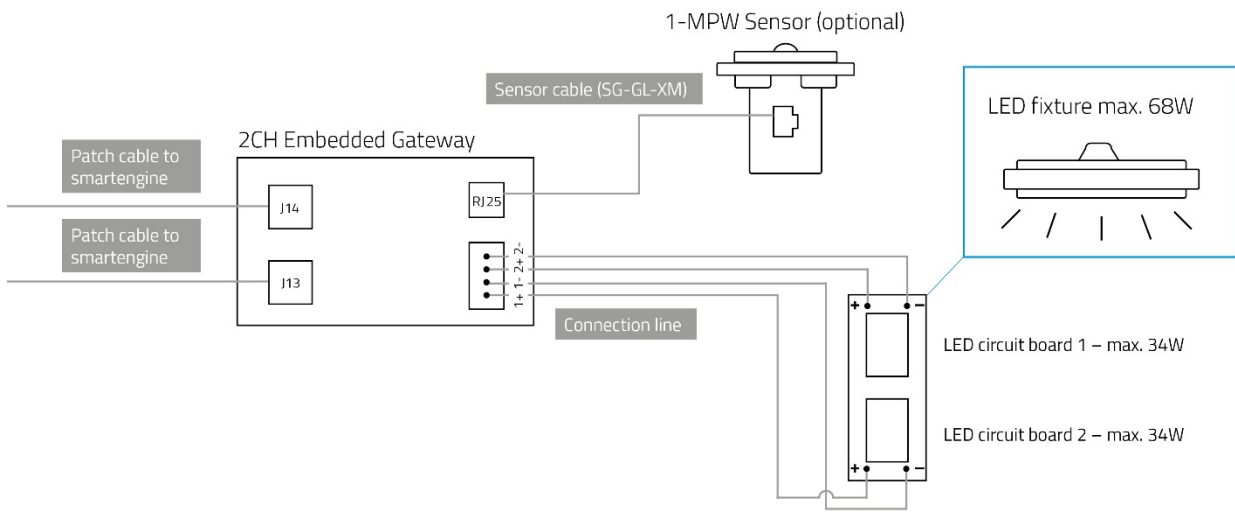 1-MPW Sensor (optional)
Sensor cable (SG-GL-XM)
LED fixture max. 68W
2CH Embedded Gateway
Patch cable to
smartengine
J14
RJ25
Patch cable to
smartengine
J13
1+ 1- 2+ 2-
Connection line
+ −
LED circuit board 1 – max. 34W
LED circuit board 2 – max. 34W
+ −